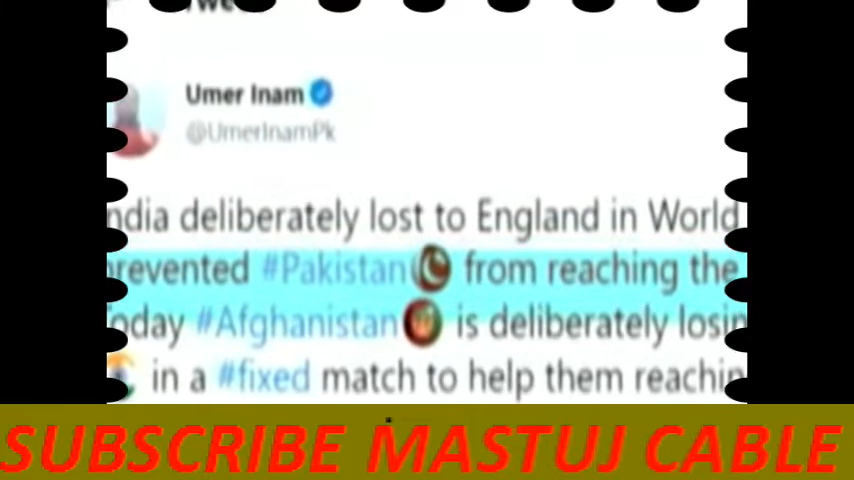 Umer Inam
@UmerInamPk
ndia deliberately lost to England in World
revented #Pakistan from reaching the
oday #Afghanistan is deliberately losin
in a #fixed match to help them reachin
SUBSCRIBE MASTUJ CABLE